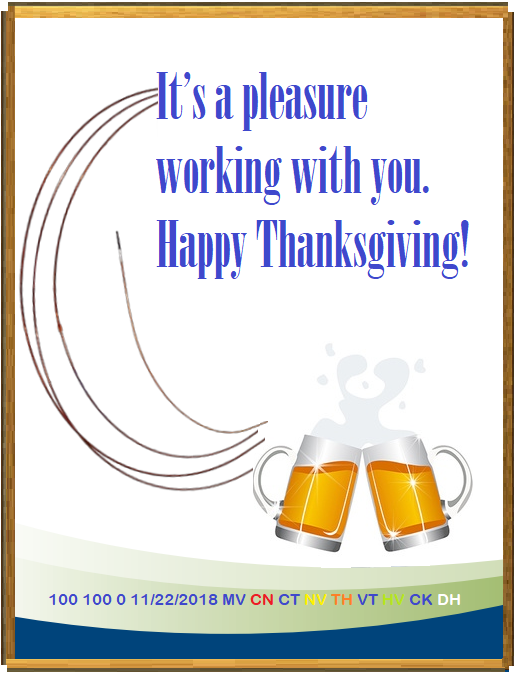 It's a pleasure
working with you.
Happy Thanksgiving!
100 100 0 11/22/2018 MV CN CT NV TH VT HV CK DH